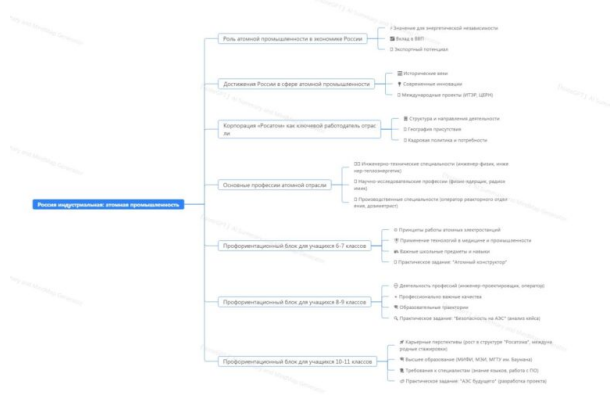 Россия индустриальная: атомная промышленность
Роль атомной промышленности в экономике России
Значение для энергетической независимости
Вклад в ВВП
Экспортный потенциал
Достижения России в сфере атомной промышленности
Исторические вехи
Современные инновации
Международные проекты (ИТЭР, ЦЕРН)
Корпорация «Росатом» как ключевой работодатель отрас
ли
Структура и направления деятельности
География присутствия
Кадровая политика и потребности
Основные профессии атомной отрасли
Инженерно-технические специальности (инженер-физик, инже
нер-теплоэнергетик)
Научно-исследовательские профессии (физик-ядерщик, радиох
имик)
Производственные специальности (оператор реакторного отдел
ения, дозиметрист)
Профориентационный блок для учащихся 6-7 классов
Принципы работы атомных электростанций
Применение технологий в медицине и промышленности
Важные школьные предметы и навыки
Практическое задание: "Атомный конструктор"
Профориентационный блок для учащихся 8-9 классов
Деятельность профессий (инженер-проектировщик, оператор)
Профессионально важные качества
Образовательные траектории
Практическое задание: "Безопасность на АЭС" (анализ кейса)
Профориентационный блок для учащихся 10-11 классов
Карьерные перспективы (рост в структуре "Росатома", междуна
родные стажировки)
Высшее образование (МИФИ, МЭИ, МГТУ им. Баумана)
Требования к специалистам (знание языков, работа с ПО)
Практическое задание: "АЭС будущего" (разработка проекта)